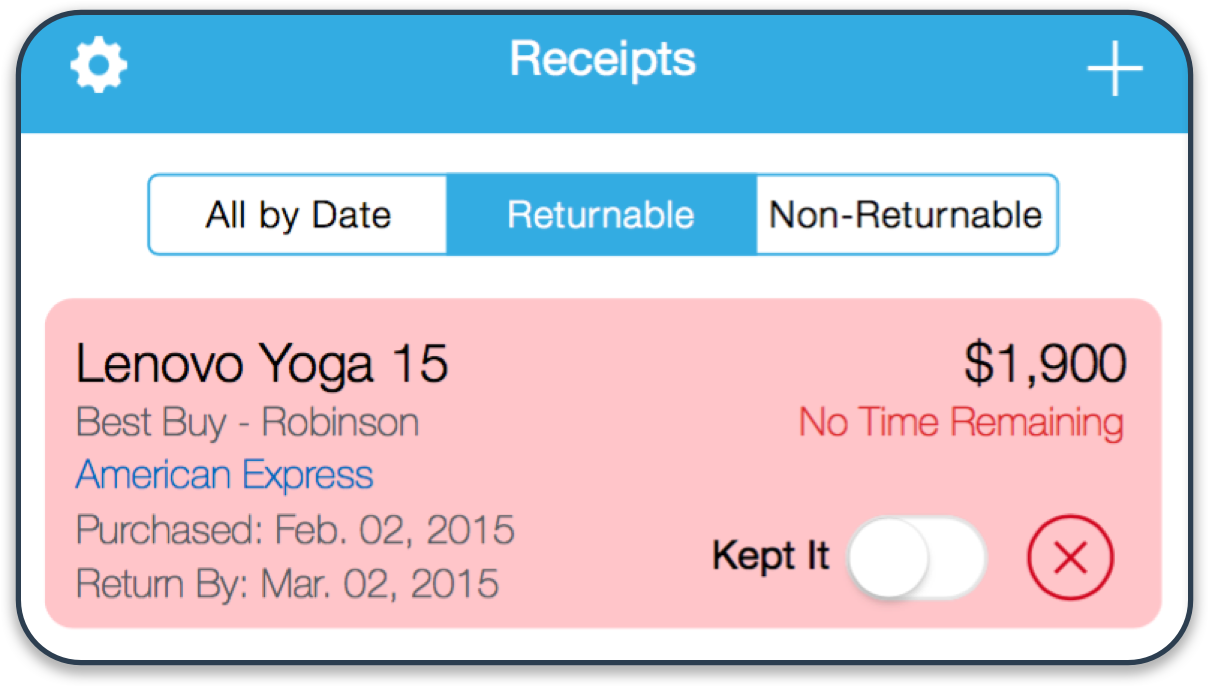 Receipts
All by Date Returnable Non-Returnable
Lenovo Yoga 15 $1,900
Best Buy - Robinson No Time Remaining
American Express
Purchased: Feb. 02, 2015
Kept It
Return By: Mar. 02, 2015